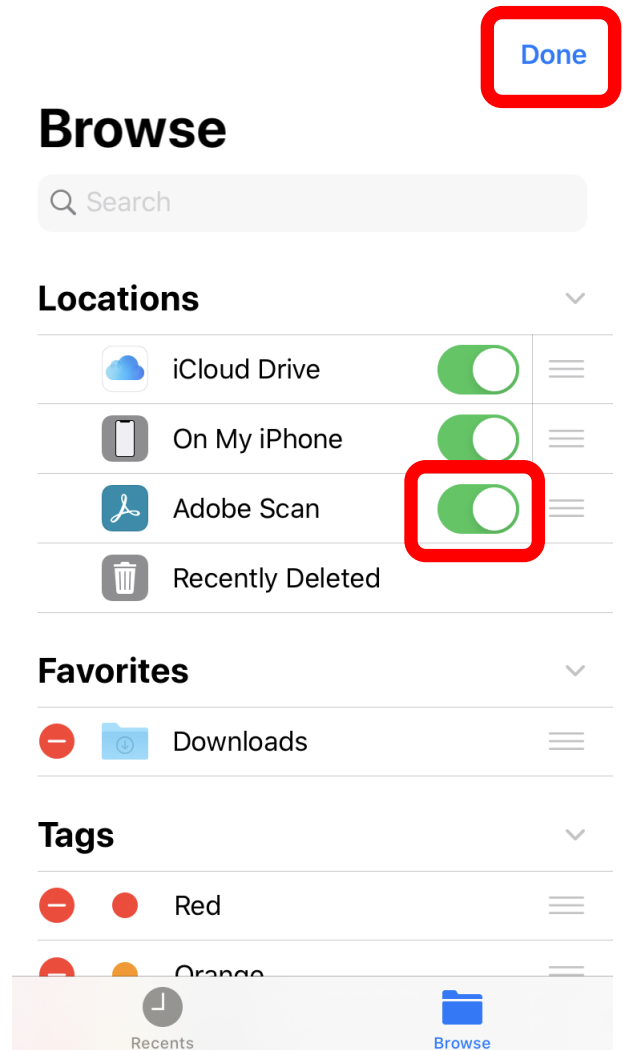 Done
Browse
Search
Locations
iCloud Drive
On My iPhone
Adobe Scan
Recently Deleted
Favorites
Downloads
Tags
Red
Orange
Recents
Browse